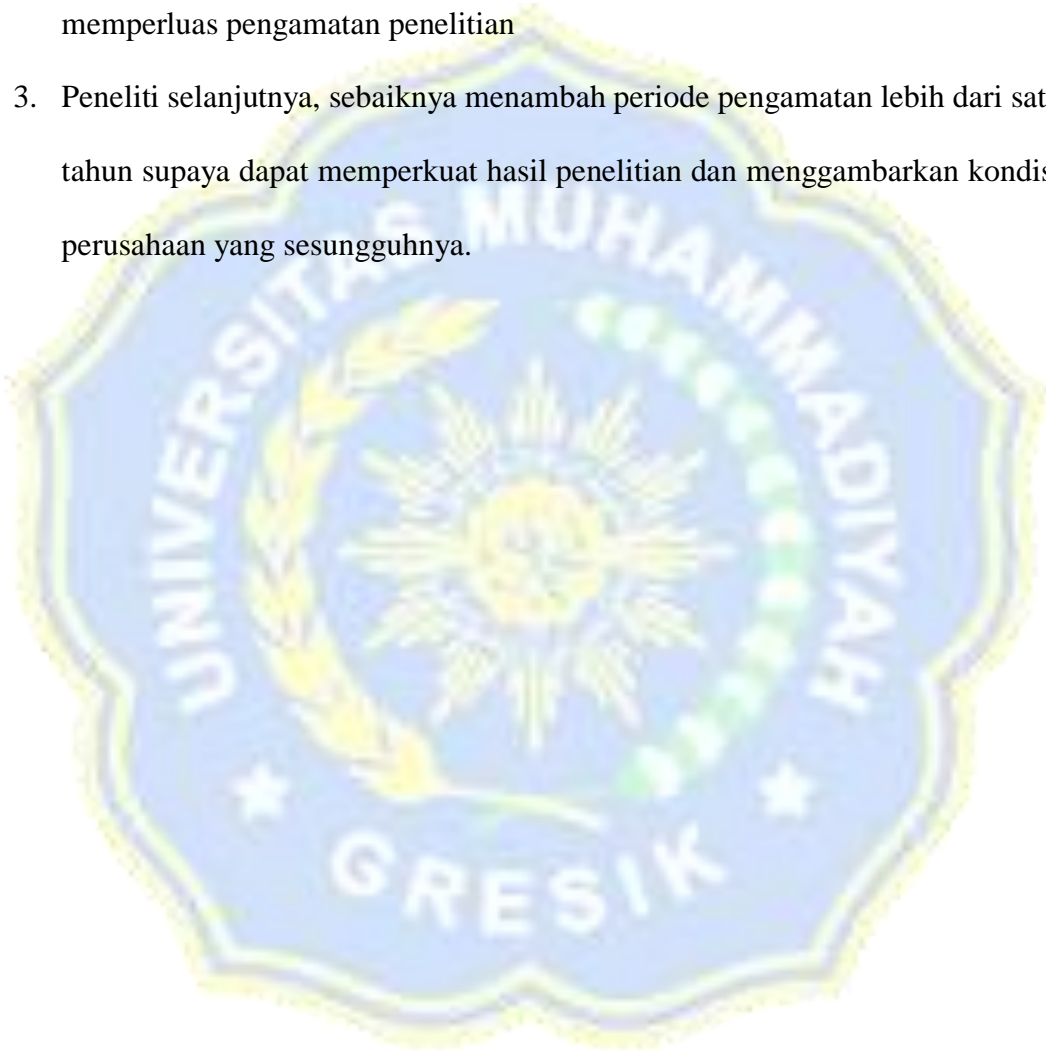 memperluas pengamatan penelitian
3. Peneliti selanjutnya, sebaiknya menambah periode pengamatan lebih dari sat
tahun supaya dapat memperkuat hasil penelitian dan menggambarkan kondis
perusahaan yang sesungguhnya.
UNIVERSITAS MUHAMMADIYAH
GRESIK